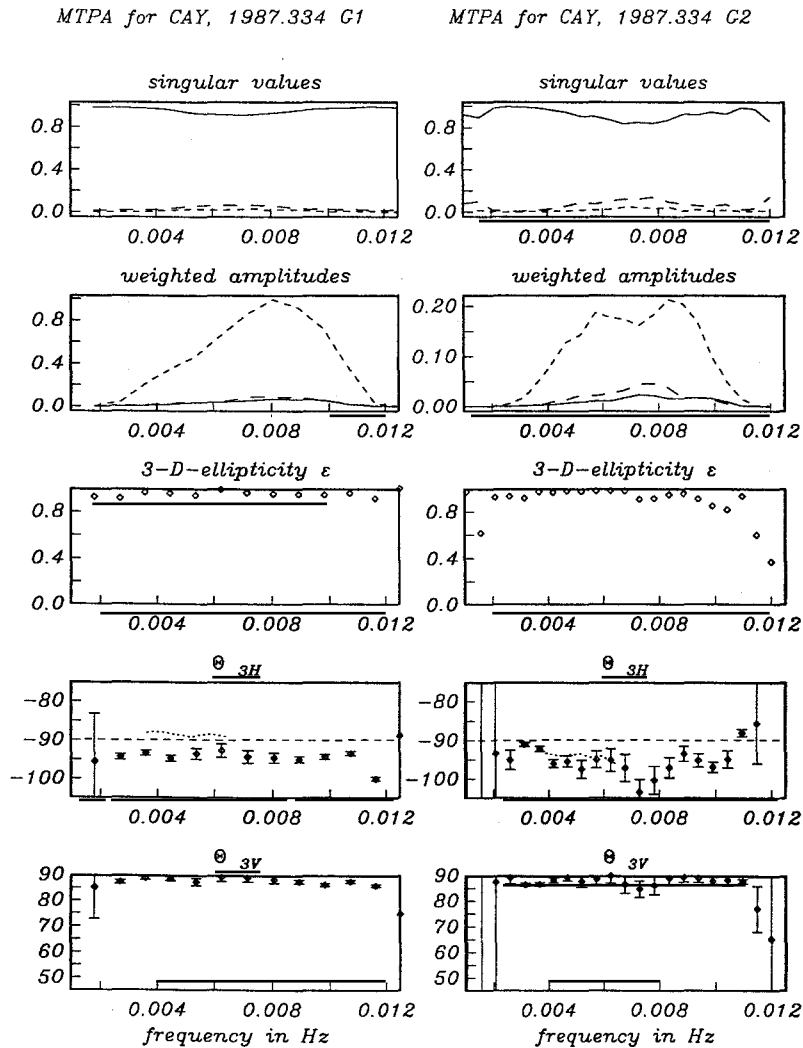 MTPA for CAY, 1987.334 G1
MTPA for CAY, 1987.334 G2
singular values
0.8
0.4
0.0
0.004 0.008 0.012
singular values
0.8
0.4
0.0
0.004 0.008 0.012
weighted amplitudes
0.8
0.4
0.0
0.004 0.008 0.012
weighted amplitudes
0.20
0.10
0.00
0.004 0.008 0.012
3-D-ellipticity ε
0.8
0.4
0.0
0.004 0.008 0.012
3-D-ellipticity ε
0.8
0.4
0.0
0.004 0.008 0.012
Θ 3H
-80
-90
-100
0.004 0.008 0.012
Θ 3H
-80
-90
-100
0.004 0.008 0.012
Θ 3V
90
80
70
60
50
0.004 0.008 0.012
frequency in Hz
Θ 3V
90
80
70
60
50
0.004 0.008 0.012
frequency in Hz